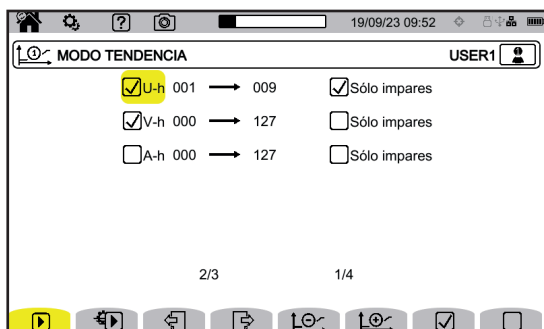 ? 19/09/23 09:52
1 MODO TENDENCIA USER1
U-h 001 → 009 Sólo impares
V-h 000 → 127 Sólo impares
A-h 000 → 127 Sólo impares
2/3 1/4